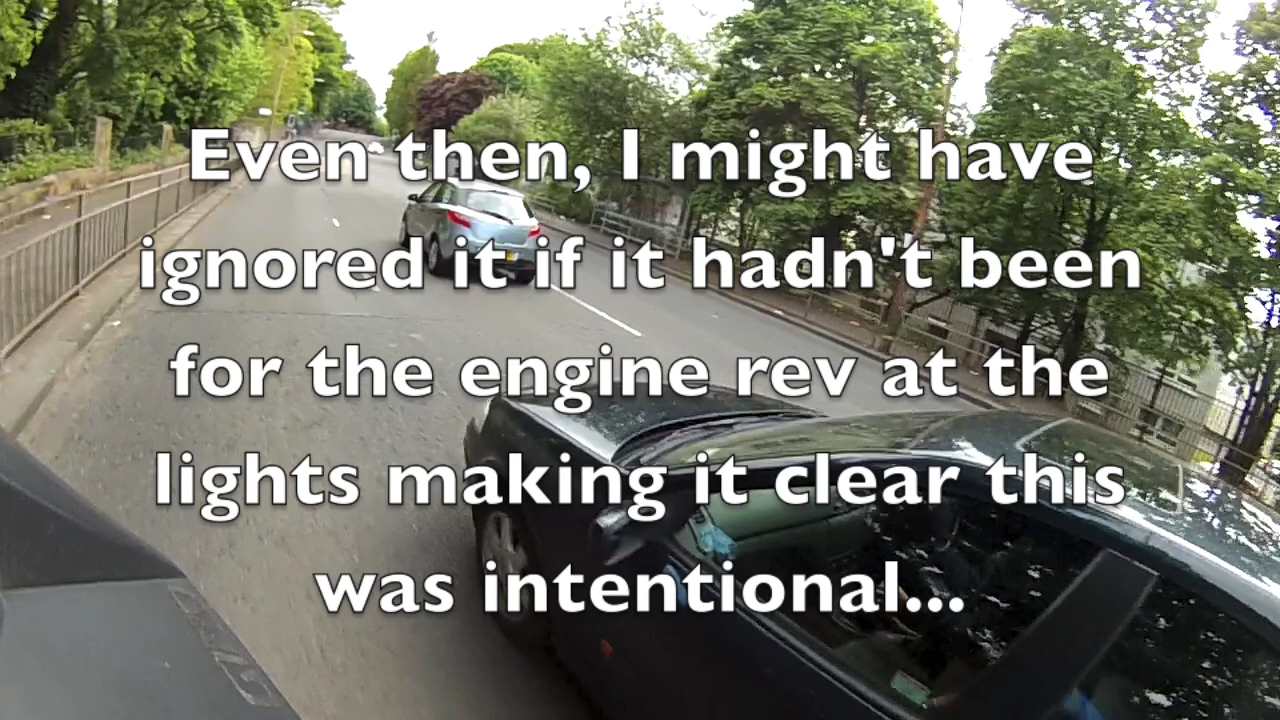 Even then, I might have
ignored it if it hadn't been
for the engine rev at the
lights making it clear this
was intentional...